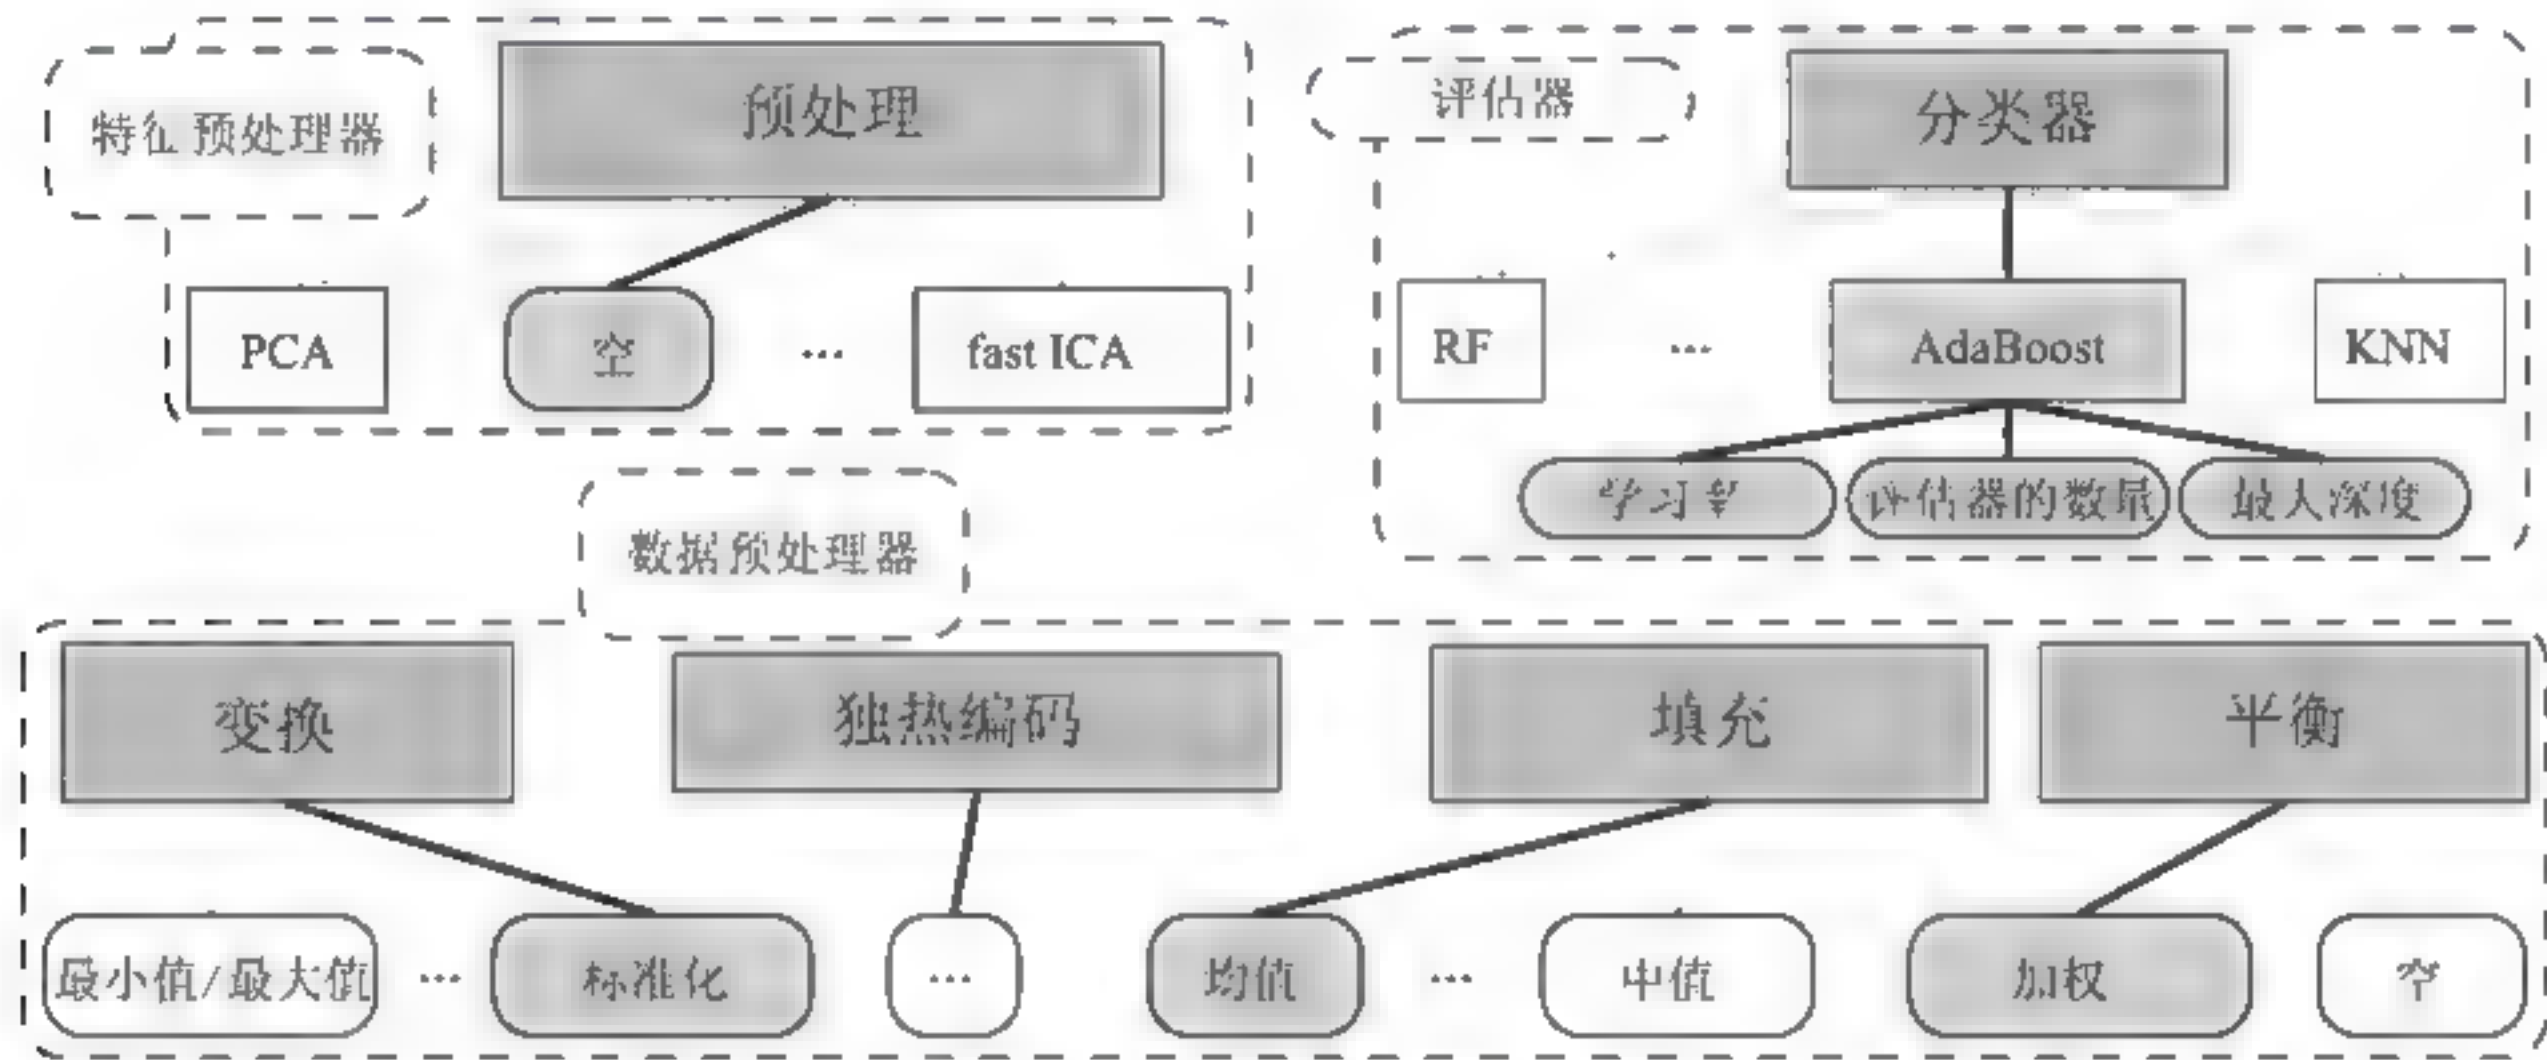 特征预处理器
预处理
PCA
空
...
fast ICA
评估器
分类器
RF
...
AdaBoost
KNN
学习率
评估器的数量
最大深度
数据预处理器
变换
独热编码
填充
平衡
最小值/最大值
...
标准化
...
均值
...
中值
加权
空